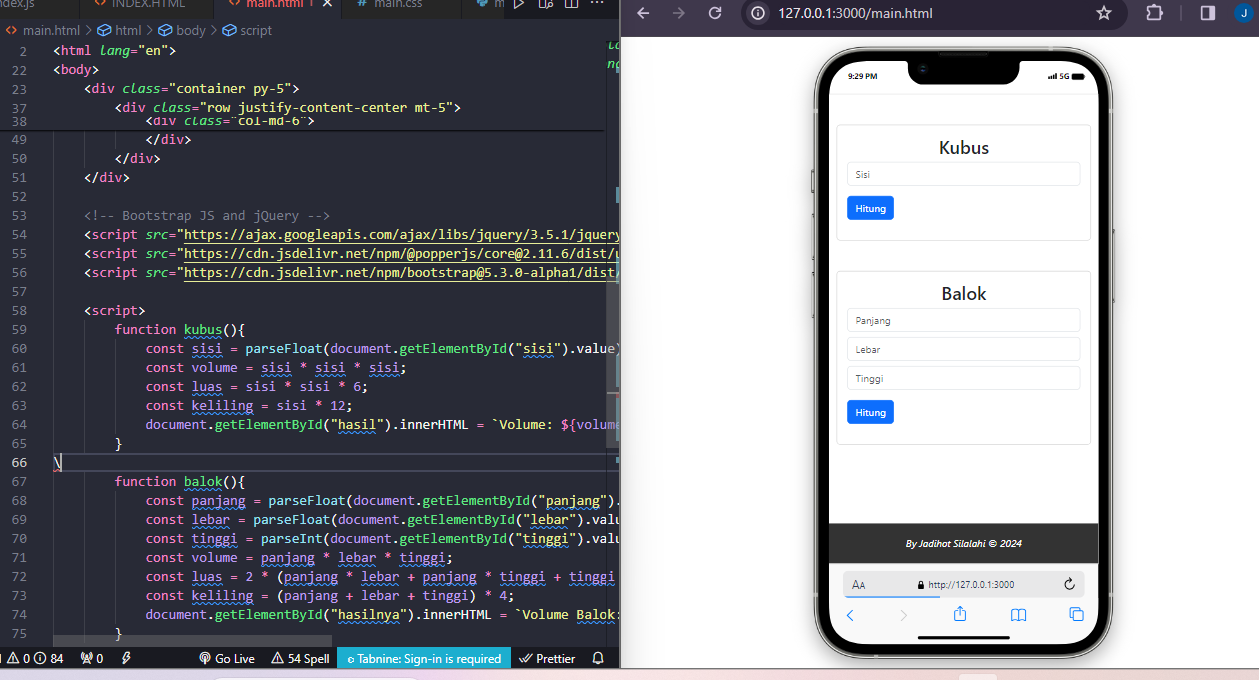 ndex.js INDEX.HTML main.html 1 main.css m
main.html > html > body > script
2 <html lang="en">
22 <body>
23 <div class="container py-5">
37 <div class="row justify-content-center mt-5">
38 <div class="col-md-6">
49 </div>
50 </div>
51 </div>
52
53 <!-- Bootstrap JS and jQuery -->
54 <script src="https://ajax.googleapis.com/ajax/libs/jquery/3.5.1/jquery
55 <script src="https://cdn.jsdelivr.net/npm/@popperjs/core@2.11.6/dist/u
56 <script src="https://cdn.jsdelivr.net/npm/bootstrap@5.3.0-alpha1/dist/
57
58 <script>
59 function kubus(){
60 const sisi = parseFloat(document.getElementById("sisi").value)
61 const volume = sisi * sisi * sisi;
62 const luas = sisi * sisi * 6;
63 const keliling = sisi * 12;
64 document.getElementById("hasil").innerHTML = `Volume: ${volume
65 }
66 \
67 function balok(){
68 const panjang = parseFloat(document.getElementById("panjang").
69 const lebar = parseFloat(document.getElementById("lebar").valu
70 const tinggi = parseInt(document.getElementById("tinggi").valu
71 const volume = panjang * lebar * tinggi;
72 const luas = 2 * (panjang * lebar + panjang * tinggi + tinggi
73 const keliling = (panjang + lebar + tinggi) * 4;
74 document.getElementById("hasilnya").innerHTML = `Volume Balok:
75 }
0 84 0 Go Live 54 Spell Tabnine: Sign-in is required Prettier
127.0.0.1:3000/main.html J
9:29 PM 5G
Kubus
Sisi
Hitung
Balok
Panjang
Lebar
Tinggi
Hitung
By Jadihot Silalahi © 2024
AA http://127.0.0.1:3000